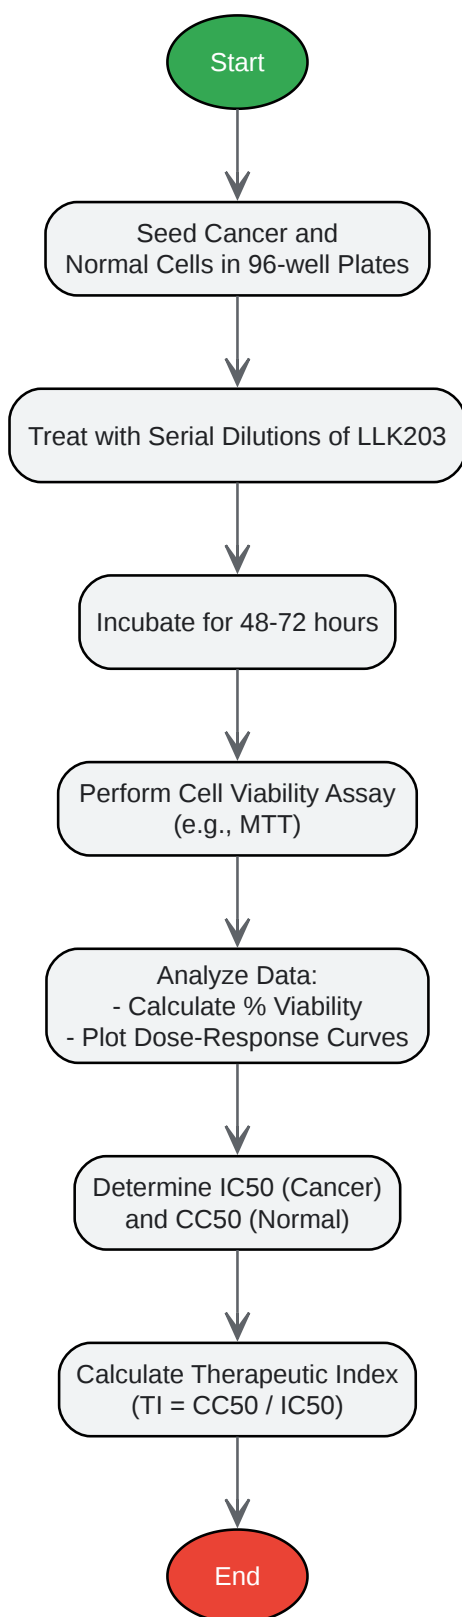 Start
Seed Cancer and
Normal Cells in 96-well Plates
Treat with Serial Dilutions of LLK203
Incubate for 48-72 hours
Perform Cell Viability Assay
(e.g., MTT)
Analyze Data:
- Calculate % Viability
- Plot Dose-Response Curves
Determine IC50 (Cancer)
and CC50 (Normal)
Calculate Therapeutic Index
(TI = CC50 / IC50)
End